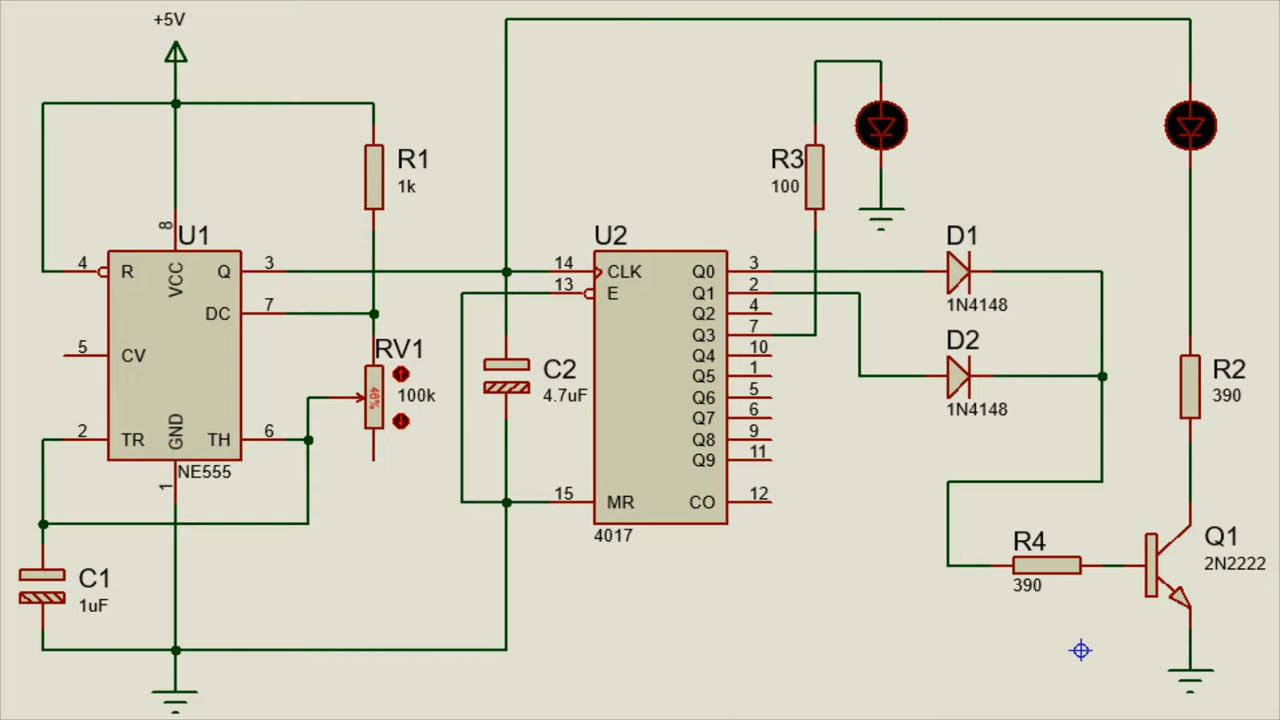 +5V
R1
1k
R3
100
8
U1
U2
D1
4
R
VCC
Q
3
14
CLK
Q0
3
1N4148
13
E
Q1
2
7
DC
Q2
4
Q3
7
D2
5
CV
RV1
46%
100k
C2
4.7uF
Q4
10
Q5
1
Q6
5
Q7
6
1N4148
R2
390
2
TR
GND
TH
6
Q8
9
Q9
11
1
NE555
15
MR
CO
12
4017
R4
390
Q1
2N2222
C1
1uF